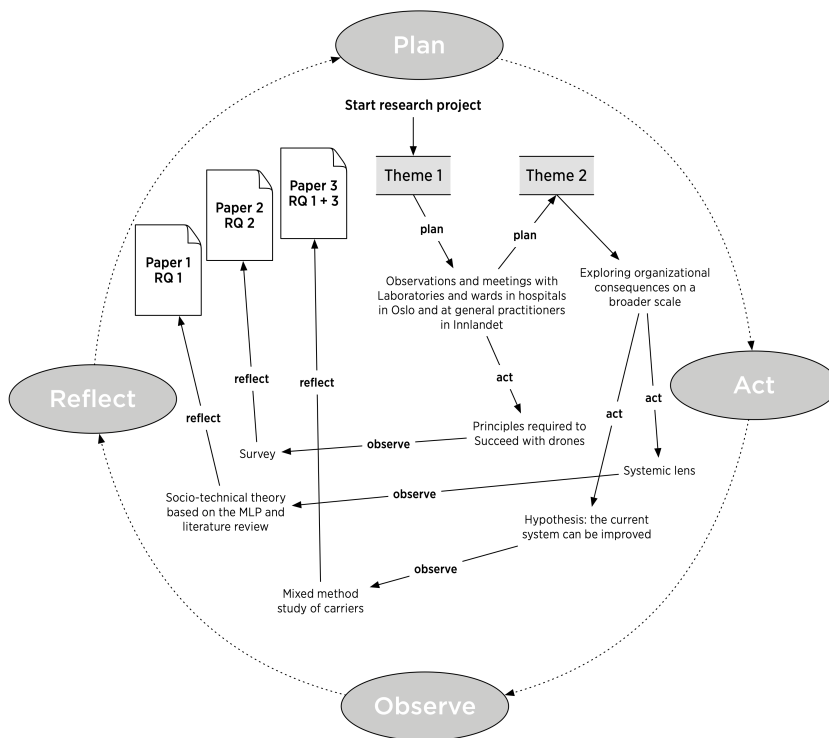 Plan
Start research project
Theme 1
Theme 2
Paper 3
RQ 1 + 3
Paper 2
RQ 2
Paper 1
RQ 1
plan
plan
Observations and meetings with
Laboratories and wards in hospitals
in Oslo and at general practitioners
in Innlandet
Exploring organizational
consequences on a
broader scale
Reflect
Act
reflect
reflect
reflect
act
act
act
Principles required to
Succeed with drones
observe
Survey
Systemic lens
observe
Socio-technical theory
based on the MLP and
literature review
Hypothesis: the current
system can be improved
observe
Mixed method
study of carriers
Observe